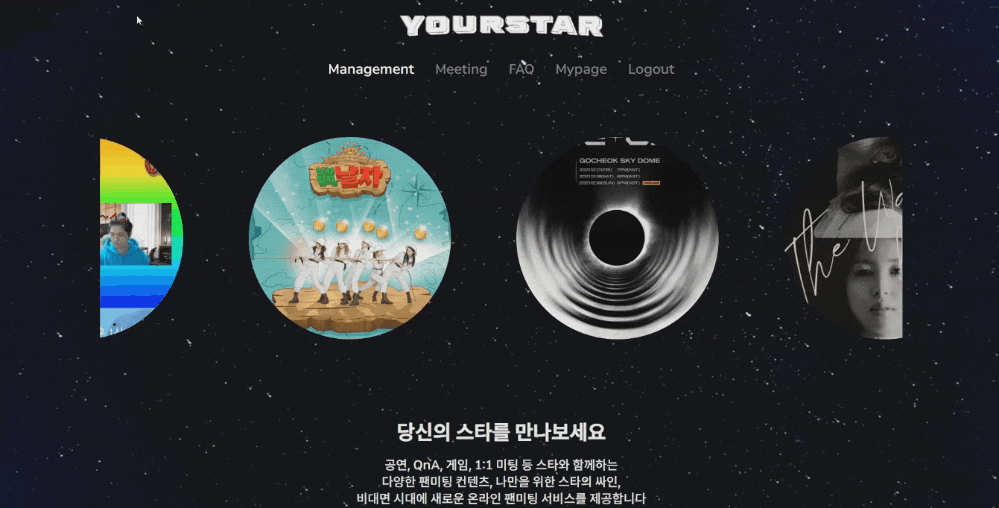 YOURSTAR
Management Meeting FAQ Mypage Logout
날자
GOCHEOK SKY DOME
The
당신의 스타를 만나보세요
공연, QnA, 게임, 1:1 미팅 등 스타와 함께하는
다양한 팬미팅 컨텐츠, 나만을 위한 스타의 싸인,
비대면 시대에 새로운 온라인 팬미팅 서비스를 제공합니다